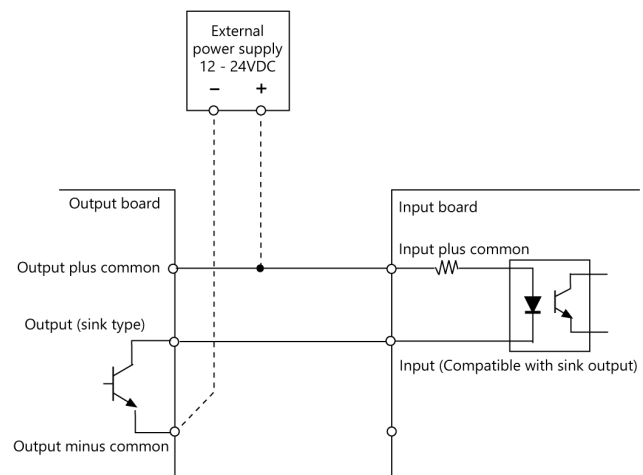 External
power supply
12 - 24VDC
− +
Output board
Input board
Output plus common
Input plus common
Output (sink type)
Input (Compatible with sink output)
Output minus common